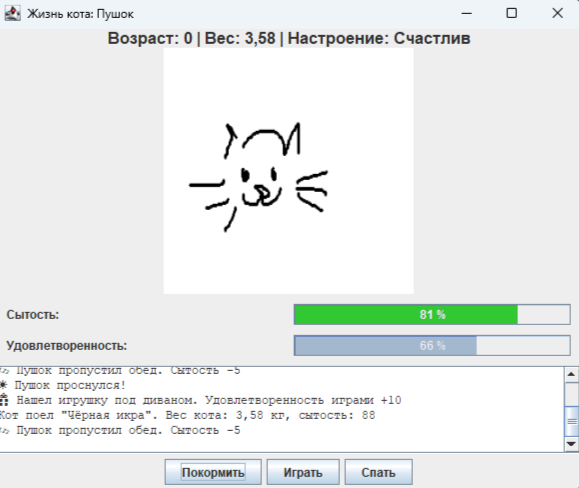 Жизнь кота: Пушок
Возраст: 0 | Вес: 3,58 | Настроение: Счастлив
Сытость:
81 %
Удовлетворенность:
66 %
Пушок пропустил обед. Сытость -5
Пушок проснулся!
Нашел игрушку под диваном. Удовлетворенность играми +10
Кот поел "Чёрная икра". Вес кота: 3,58 кг, сытость: 88
Пушок пропустил обед. Сытость -5
Покормить
Играть
Спать